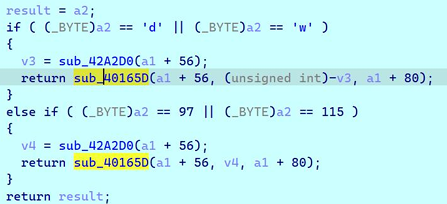 result = a2;
if ( (_BYTE)a2 == 'd' || (_BYTE)a2 == 'w' )
{
v3 = sub_42A2D0(a1 + 56);
return sub_40165D(a1 + 56, (unsigned int)-v3, a1 + 80);
}
else if ( (_BYTE)a2 == 97 || (_BYTE)a2 == 115 )
{
v4 = sub_42A2D0(a1 + 56);
return sub_40165D(a1 + 56, v4, a1 + 80);
}
return result;